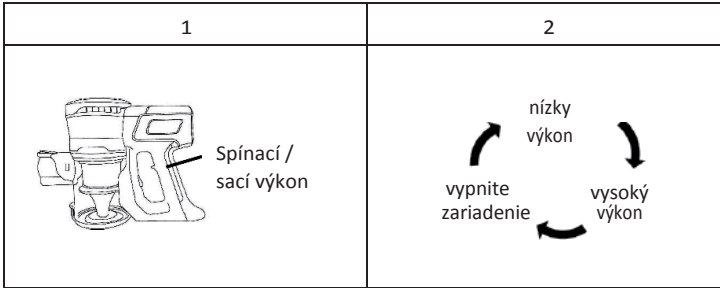 1
2
Spínací /
sací výkon
nízky
výkon
vysoký
výkon
vypnite
zariadenie